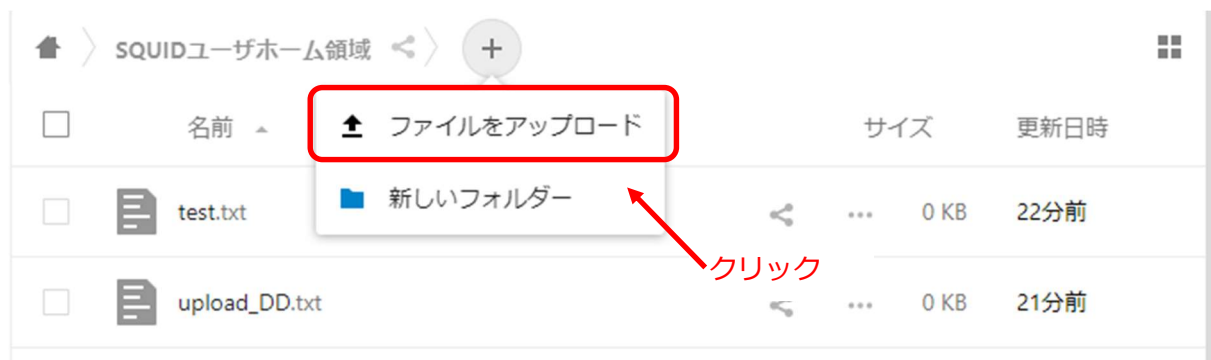 SQUIDユーザホーム領域
名前
ファイルをアップロード
サイズ
更新日時
新しいフォルダー
test.txt
0 KB
22分前
クリック
upload_DD.txt
0 KB
21分前